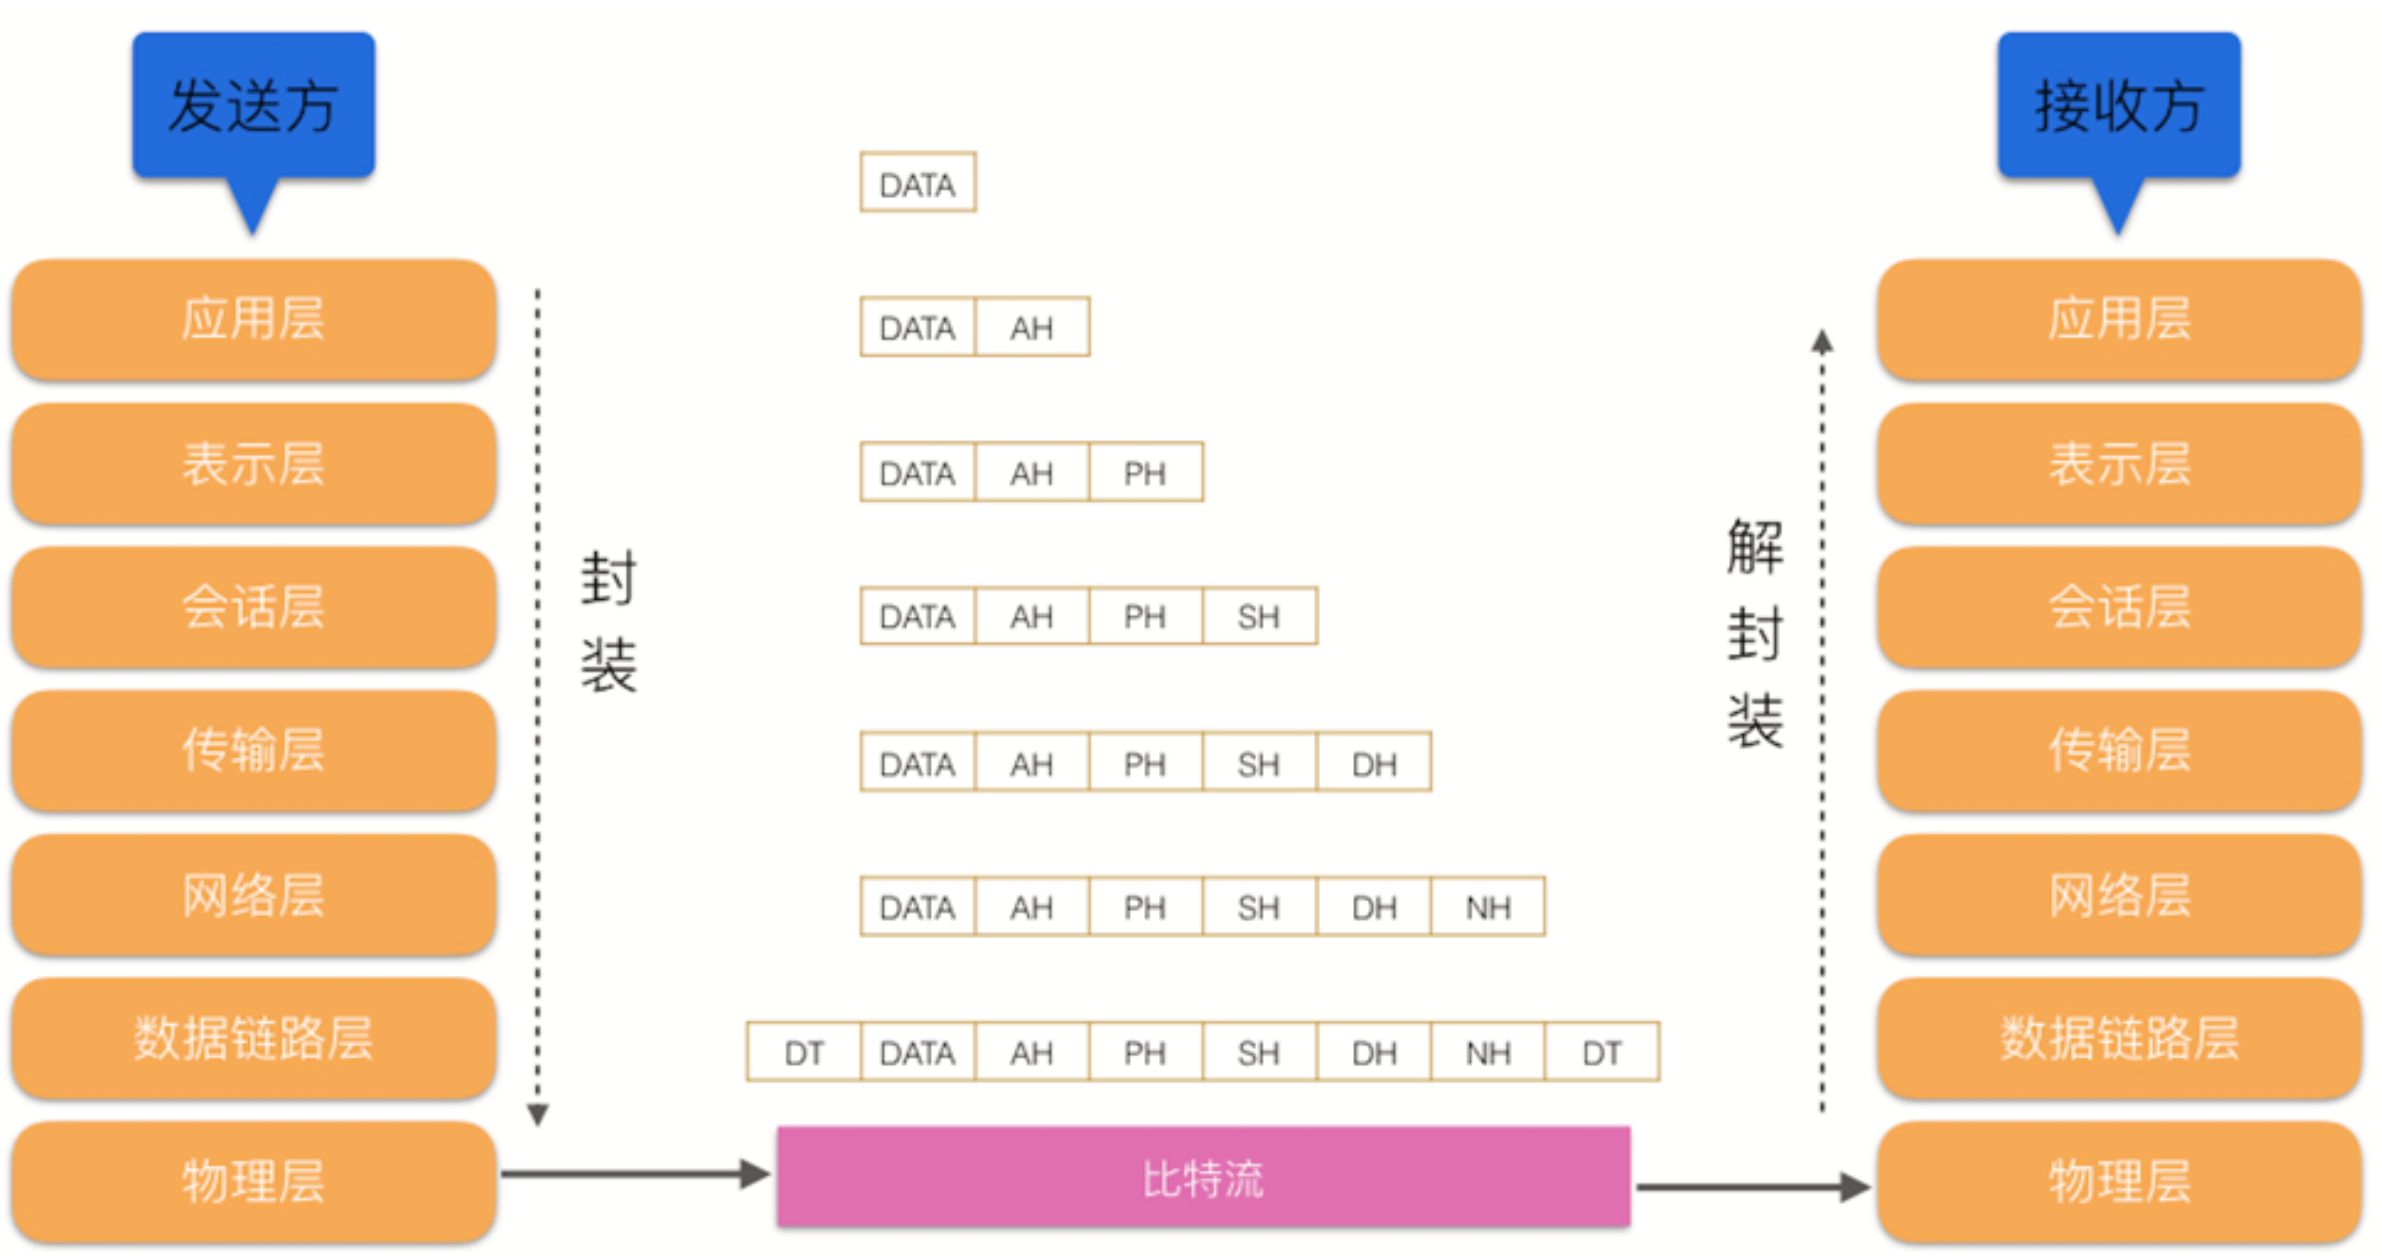 发送方
接收方
DATA
应用层
DATA AH
应用层
表示层
DATA AH PH
表示层
会话层
DATA AH PH SH
会话层
封装
解封装
传输层
DATA AH PH SH DH
传输层
网络层
DATA AH PH SH DH NH
网络层
数据链路层
DT DATA AH PH SH DH NH DT
数据链路层
物理层
比特流
物理层